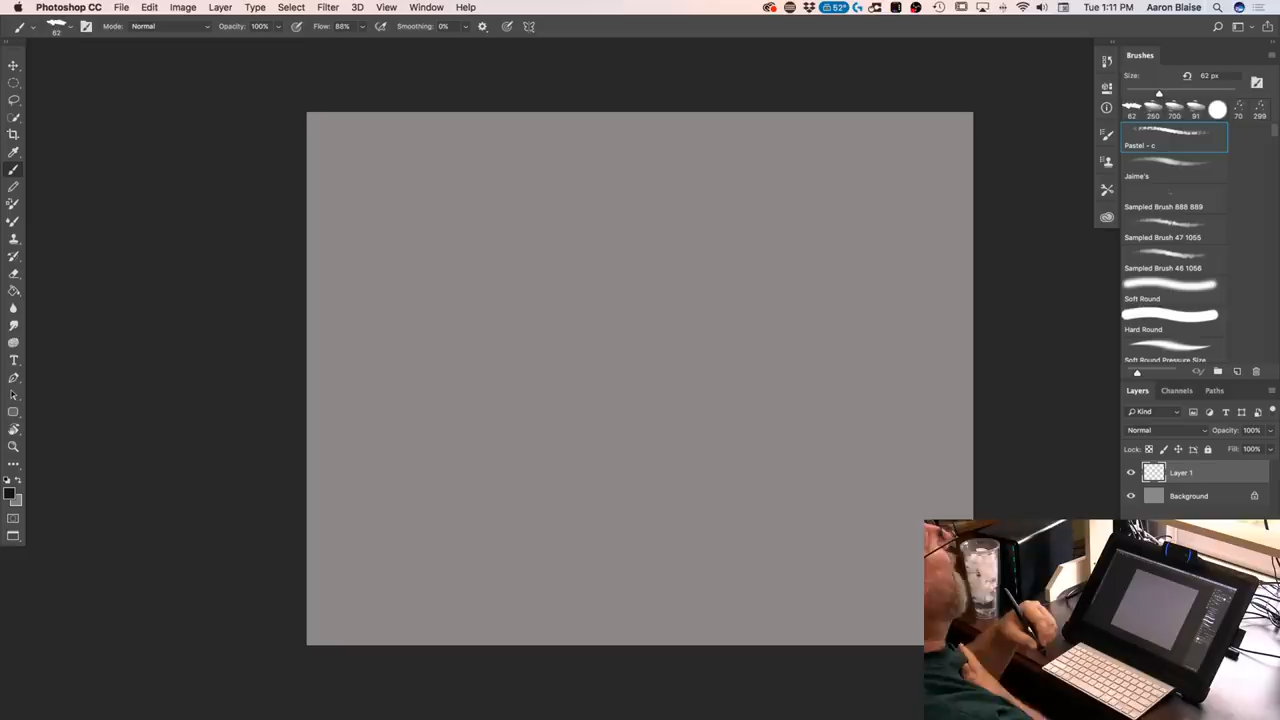 Photoshop CC File Edit Image Layer Type Select Filter 3D View Window Help 52° Tue 1:11 PM Aaron Blaise
62 Mode: Normal Opacity: 100% Flow: 88% Smoothing: 0%
Brushes
Size: 62 px
62 250 700 91 70 299
Pastel - c
Jaime's
Sampled Brush 888 889
Sampled Brush 47 1055
Sampled Brush 46 1056
Soft Round
Hard Round
Soft Round Pressure Size
Layers Channels Paths
Kind
Normal Opacity: 100%
Lock: Fill: 100%
Layer 1
Background